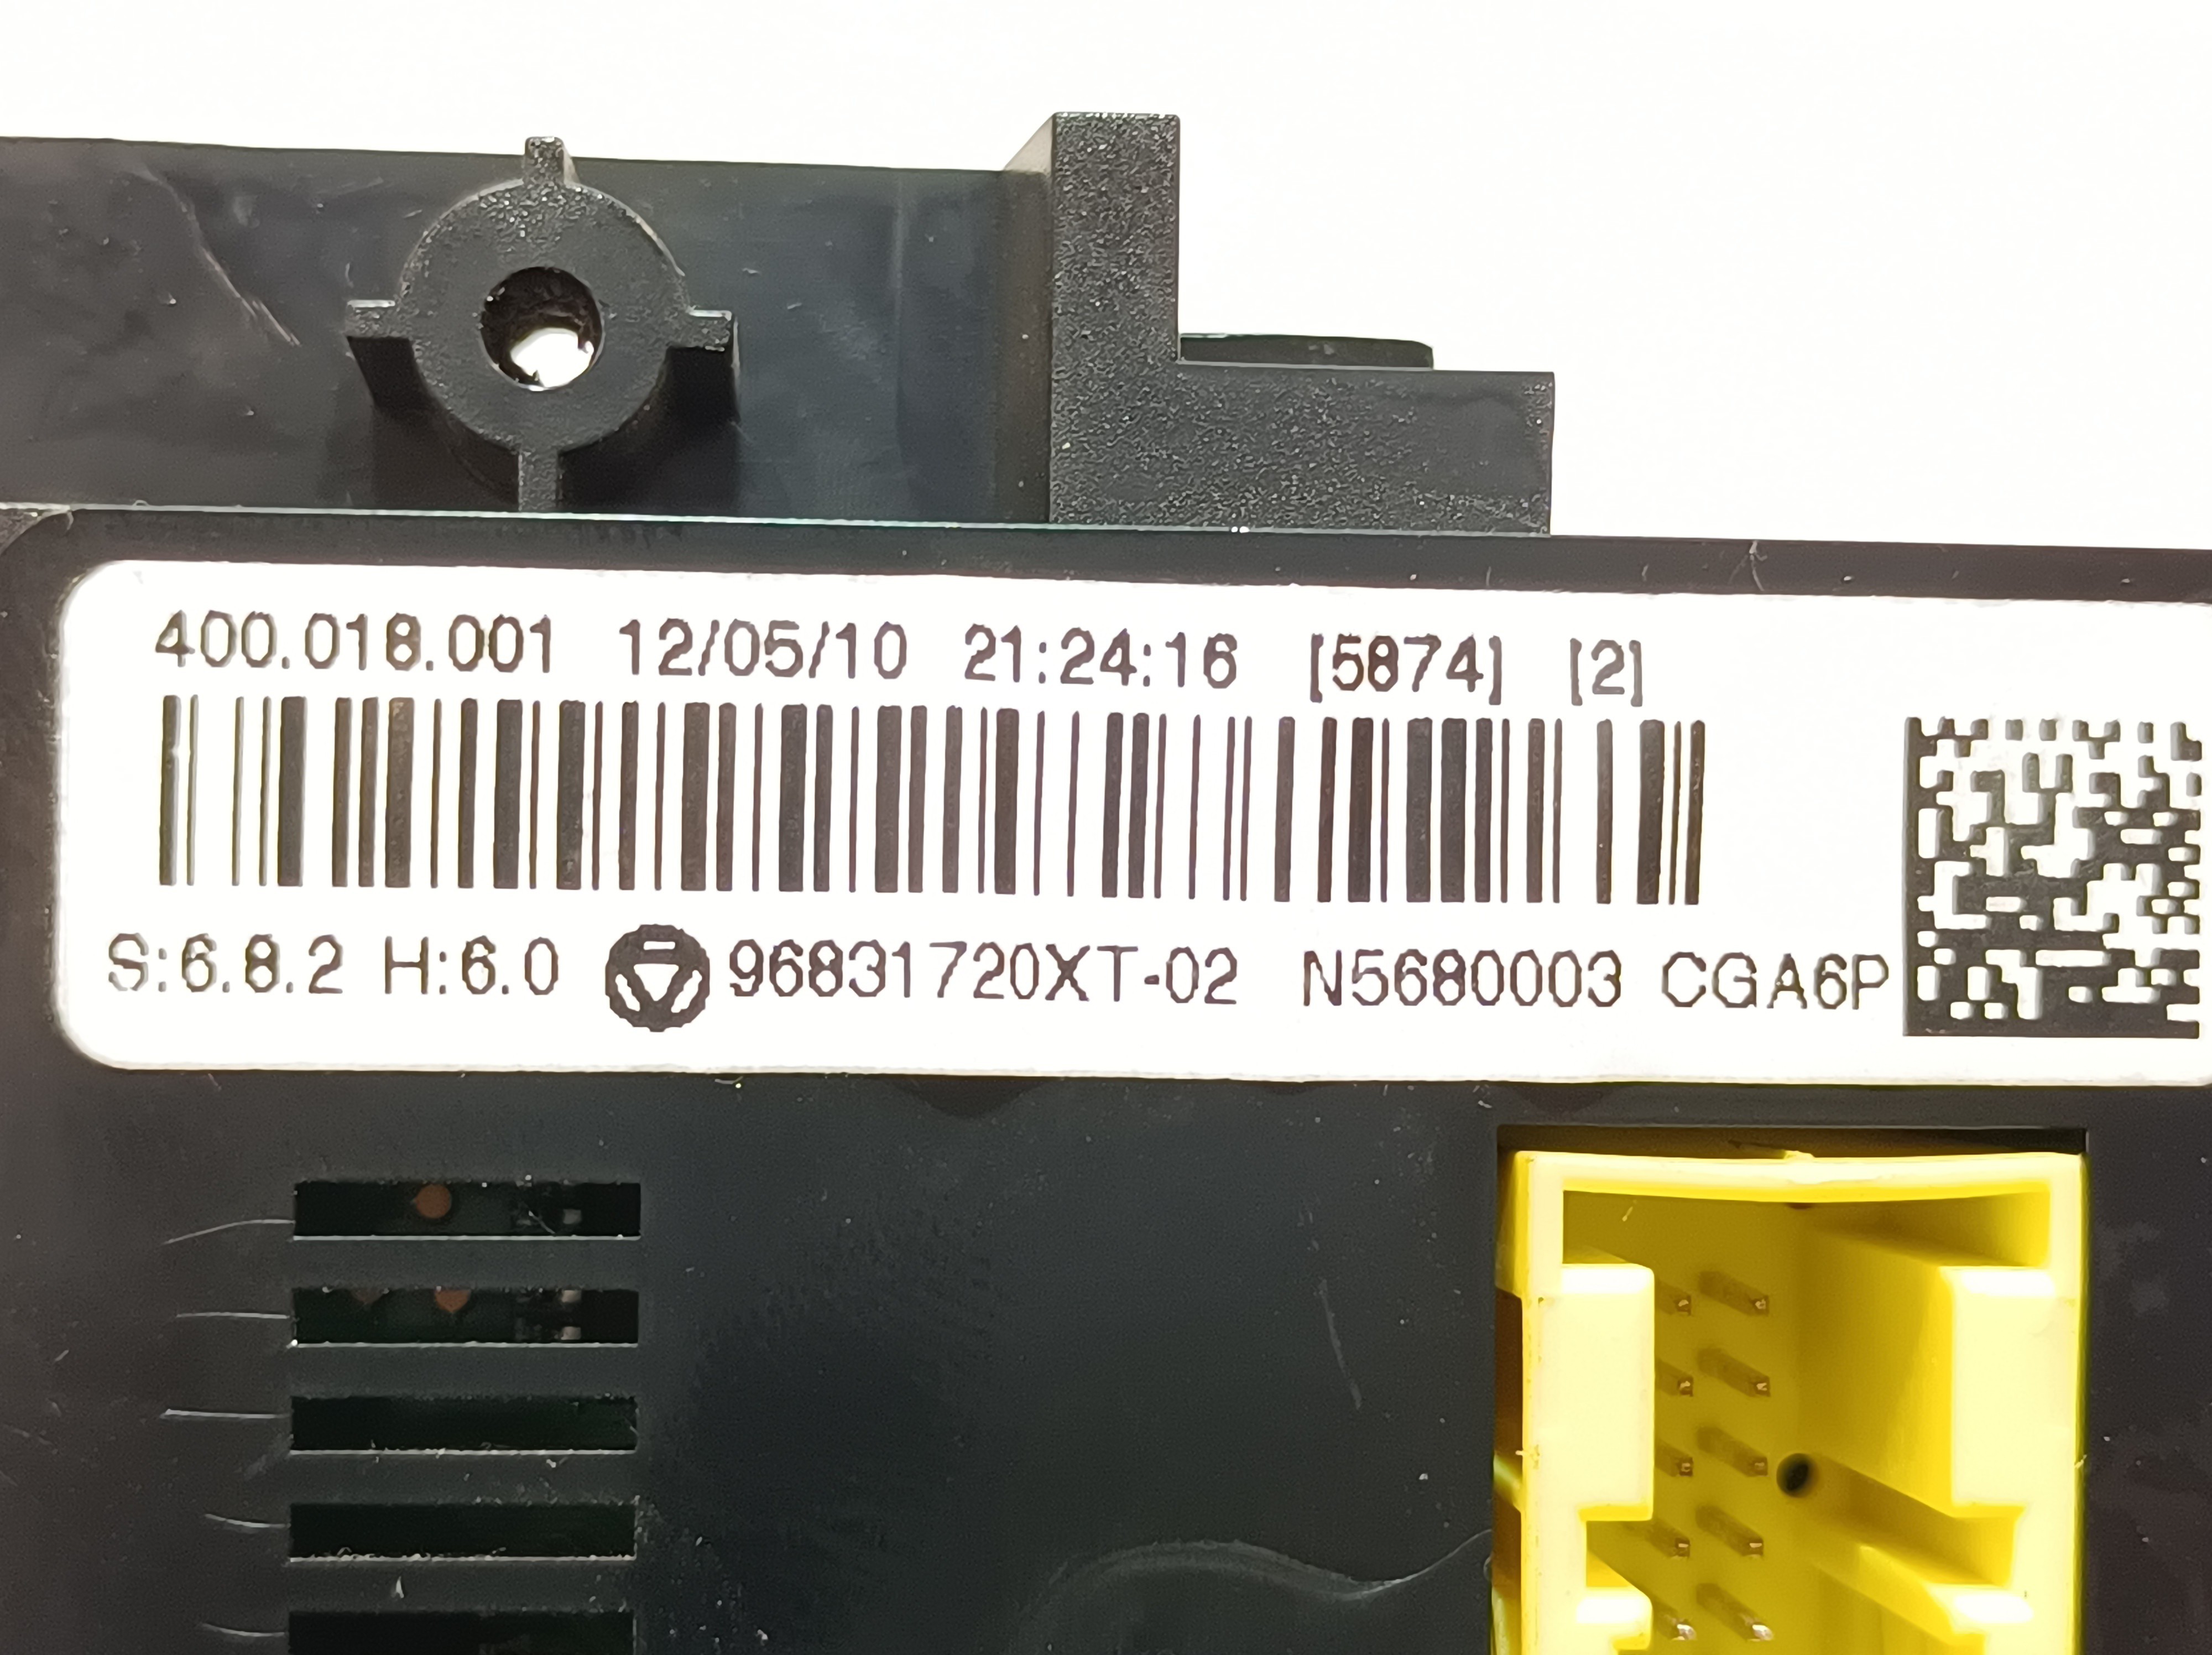 400.018.001 12/05/10 21:24:16 [5874] [2]
S:6.8.2 H:6.0 96831720XT-02 N5680003 CGA6P